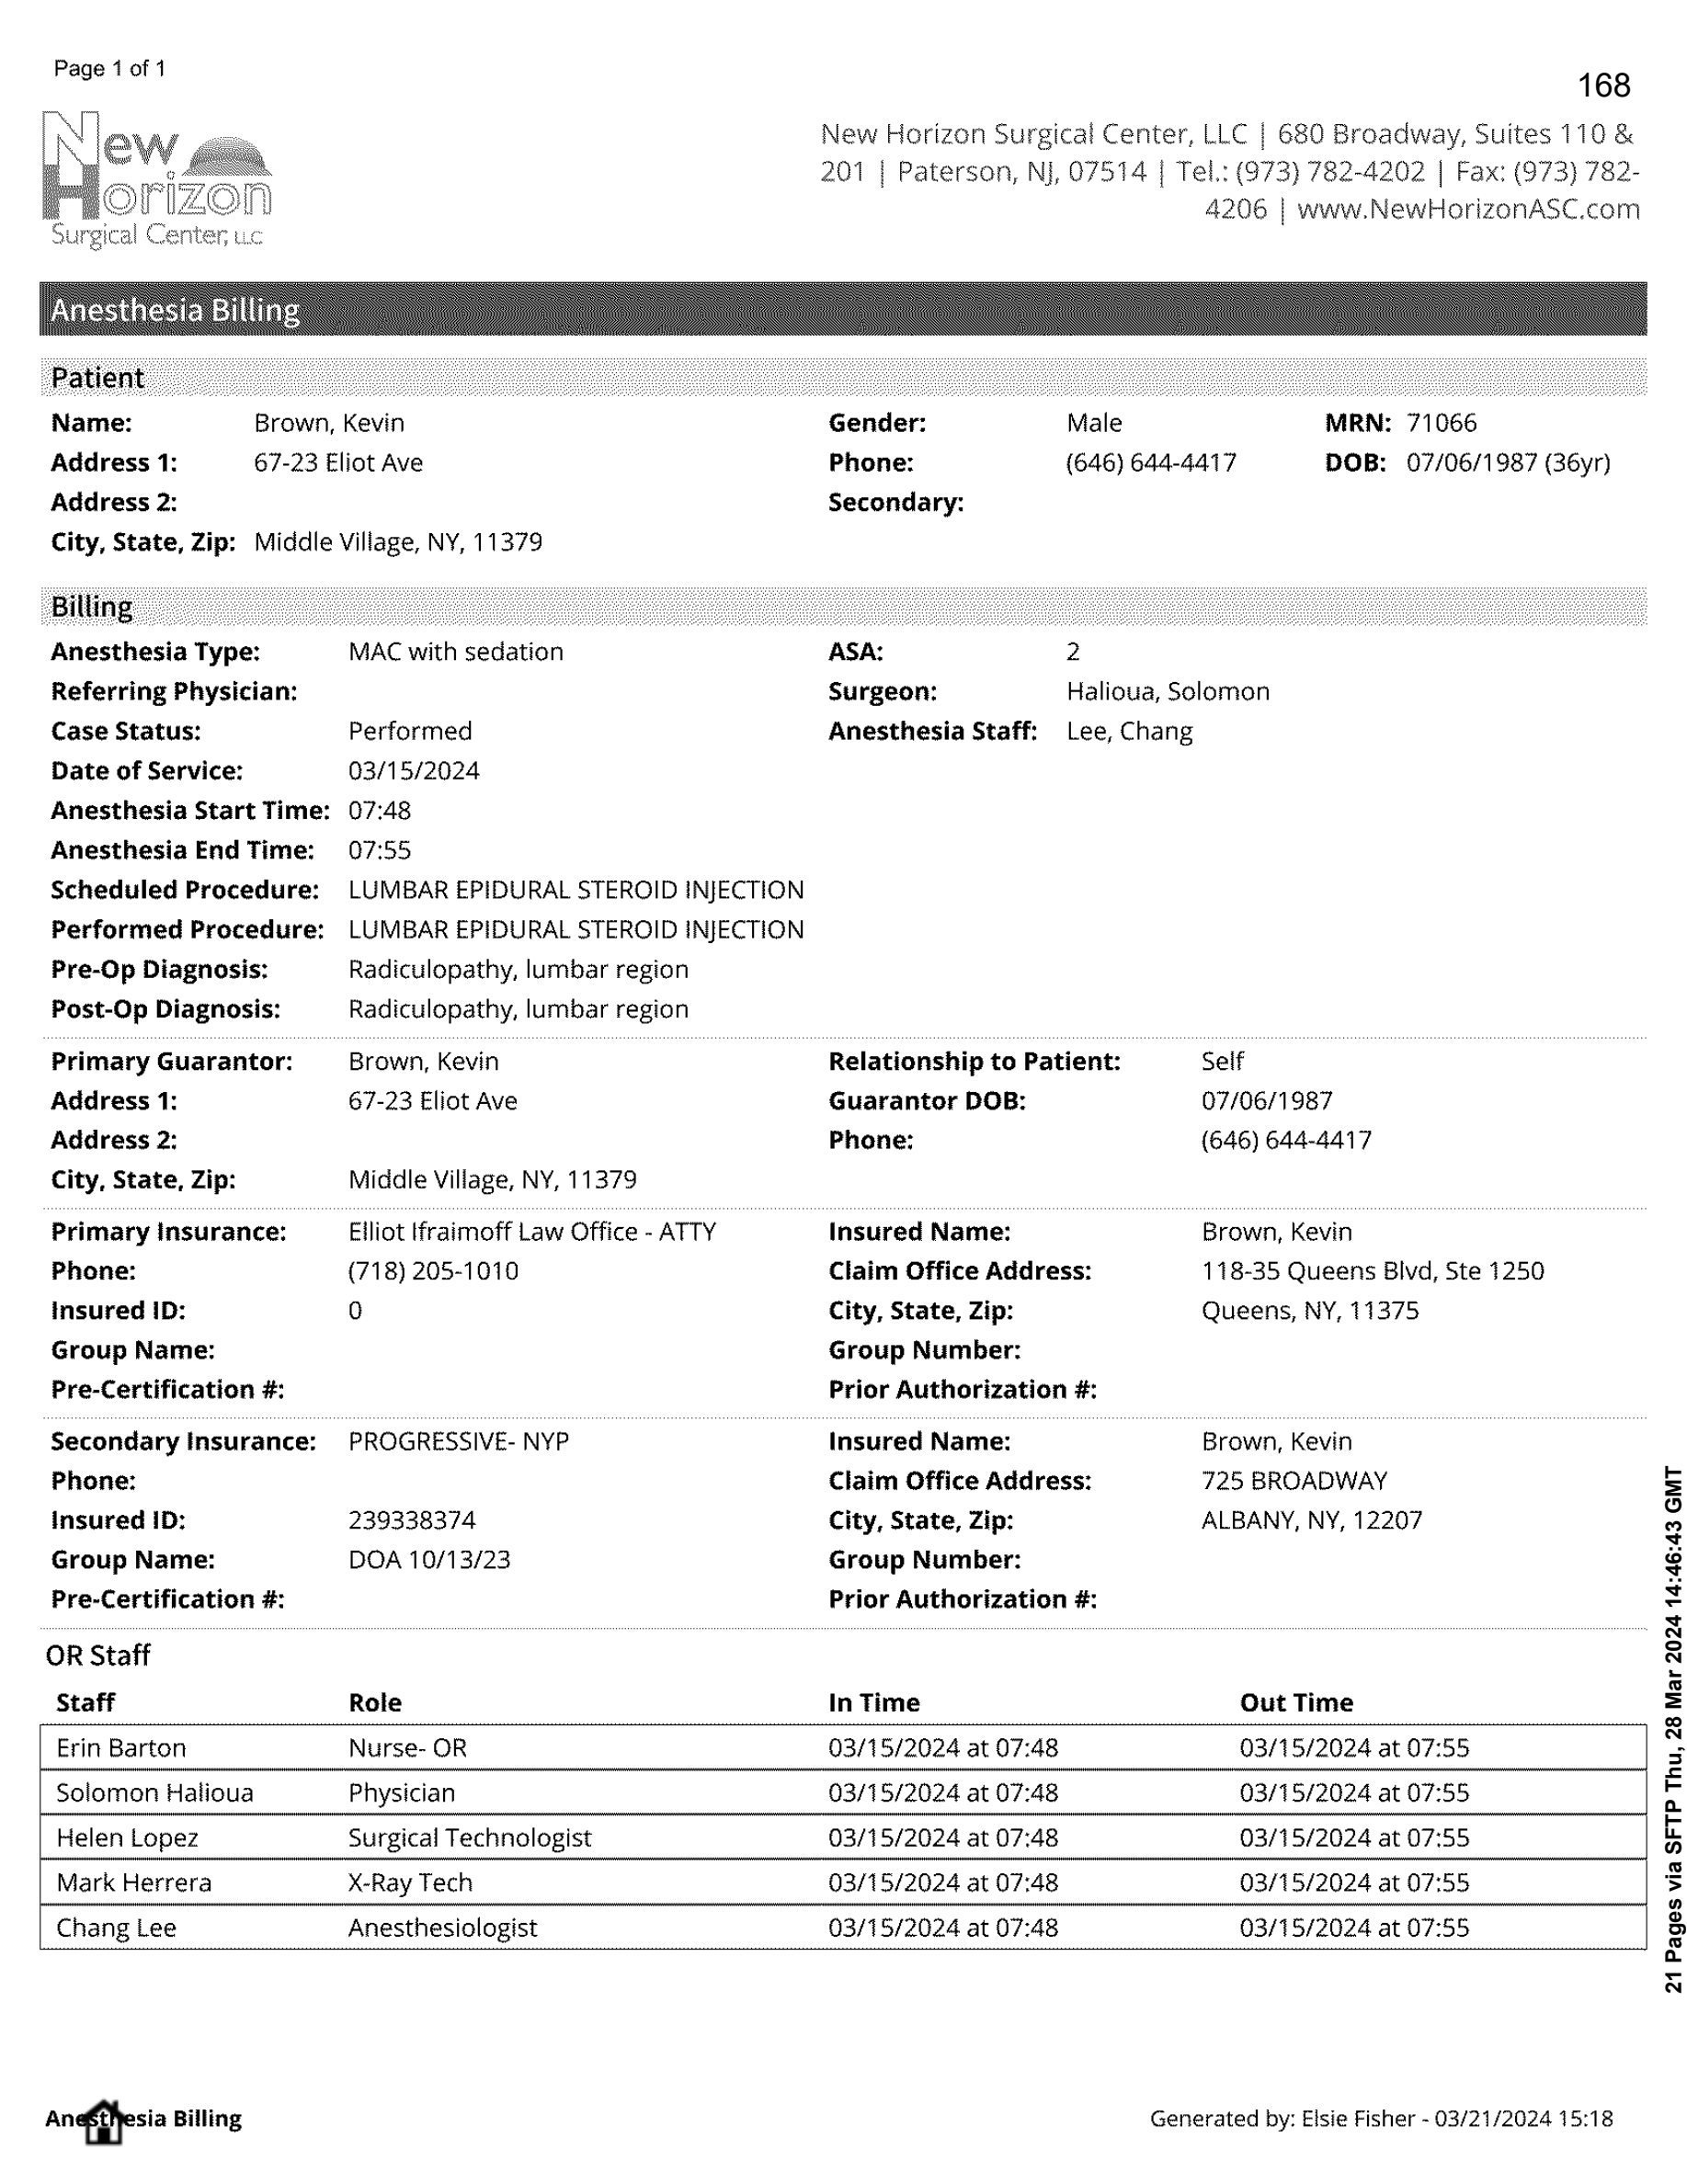 Page 1 of 1
168
New Horizon Surgical Center, LLC
New Horizon Surgical Center, LLC | 680 Broadway, Suites 110 &
201 | Paterson, NJ, 07514 | Tel.: (973) 782-4202 | Fax: (973) 782-
4206 | www.NewHorizonASC.com
Anesthesia Billing
Patient
Name: Brown, Kevin Gender: Male MRN: 71066
Address 1: 67-23 Eliot Ave Phone: (646) 644-4417 DOB: 07/06/1987 (36yr)
Address 2: Secondary:
City, State, Zip: Middle Village, NY, 11379
Billing
Anesthesia Type: MAC with sedation ASA: 2
Referring Physician: Surgeon: Halioua, Solomon
Case Status: Performed Anesthesia Staff: Lee, Chang
Date of Service: 03/15/2024
Anesthesia Start Time: 07:48
Anesthesia End Time: 07:55
Scheduled Procedure: LUMBAR EPIDURAL STEROID INJECTION
Performed Procedure: LUMBAR EPIDURAL STEROID INJECTION
Pre-Op Diagnosis: Radiculopathy, lumbar region
Post-Op Diagnosis: Radiculopathy, lumbar region
Primary Guarantor: Brown, Kevin Relationship to Patient: Self
Address 1: 67-23 Eliot Ave Guarantor DOB: 07/06/1987
Address 2: Phone: (646) 644-4417
City, State, Zip: Middle Village, NY, 11379
Primary Insurance: Elliot Ifraimoff Law Office - ATTY Insured Name: Brown, Kevin
Phone: (718) 205-1010 Claim Office Address: 118-35 Queens Blvd, Ste 1250
Insured ID: 0 City, State, Zip: Queens, NY, 11375
Group Name: Group Number:
Pre-Certification #: Prior Authorization #:
Secondary Insurance: PROGRESSIVE- NYP Insured Name: Brown, Kevin
Phone: Claim Office Address: 725 BROADWAY
Insured ID: 239338374 City, State, Zip: ALBANY, NY, 12207
Group Name: DOA 10/13/23 Group Number:
Pre-Certification #: Prior Authorization #:
OR Staff
Staff Role In Time Out Time
Erin Barton Nurse- OR 03/15/2024 at 07:48 03/15/2024 at 07:55
Solomon Halioua Physician 03/15/2024 at 07:48 03/15/2024 at 07:55
Helen Lopez Surgical Technologist 03/15/2024 at 07:48 03/15/2024 at 07:55
Mark Herrera X-Ray Tech 03/15/2024 at 07:48 03/15/2024 at 07:55
Chang Lee Anesthesiologist 03/15/2024 at 07:48 03/15/2024 at 07:55
21 Pages via SFTP Thu, 28 Mar 2024 14:46:43 GMT
Anesthesia Billing Generated by: Elsie Fisher - 03/21/2024 15:18